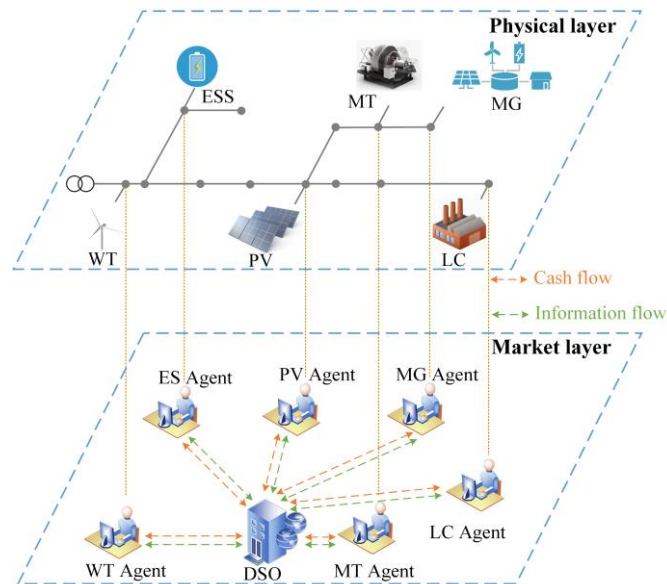 Physical layer
ESS
MT
MG
WT
PV
LC
Cash flow
Information flow
Market layer
ES Agent
PV Agent
MG Agent
LC Agent
WT Agent
DSO
MT Agent